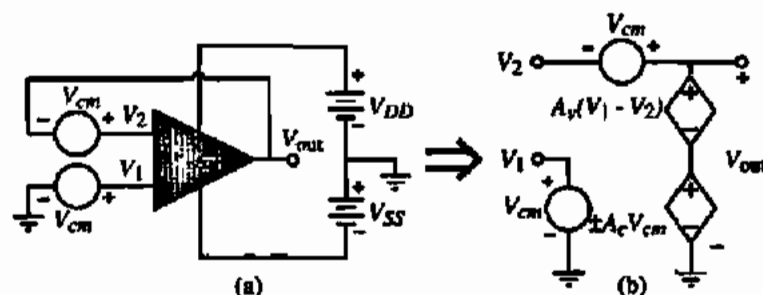 V_cm
V_2
V_1
V_cm
V_out
V_DD
V_SS
(a)
V_cm
V_2
- +
A_v(V_1 - V_2)
V_1
V_cm
±A_cV_cm
V_out
(b)